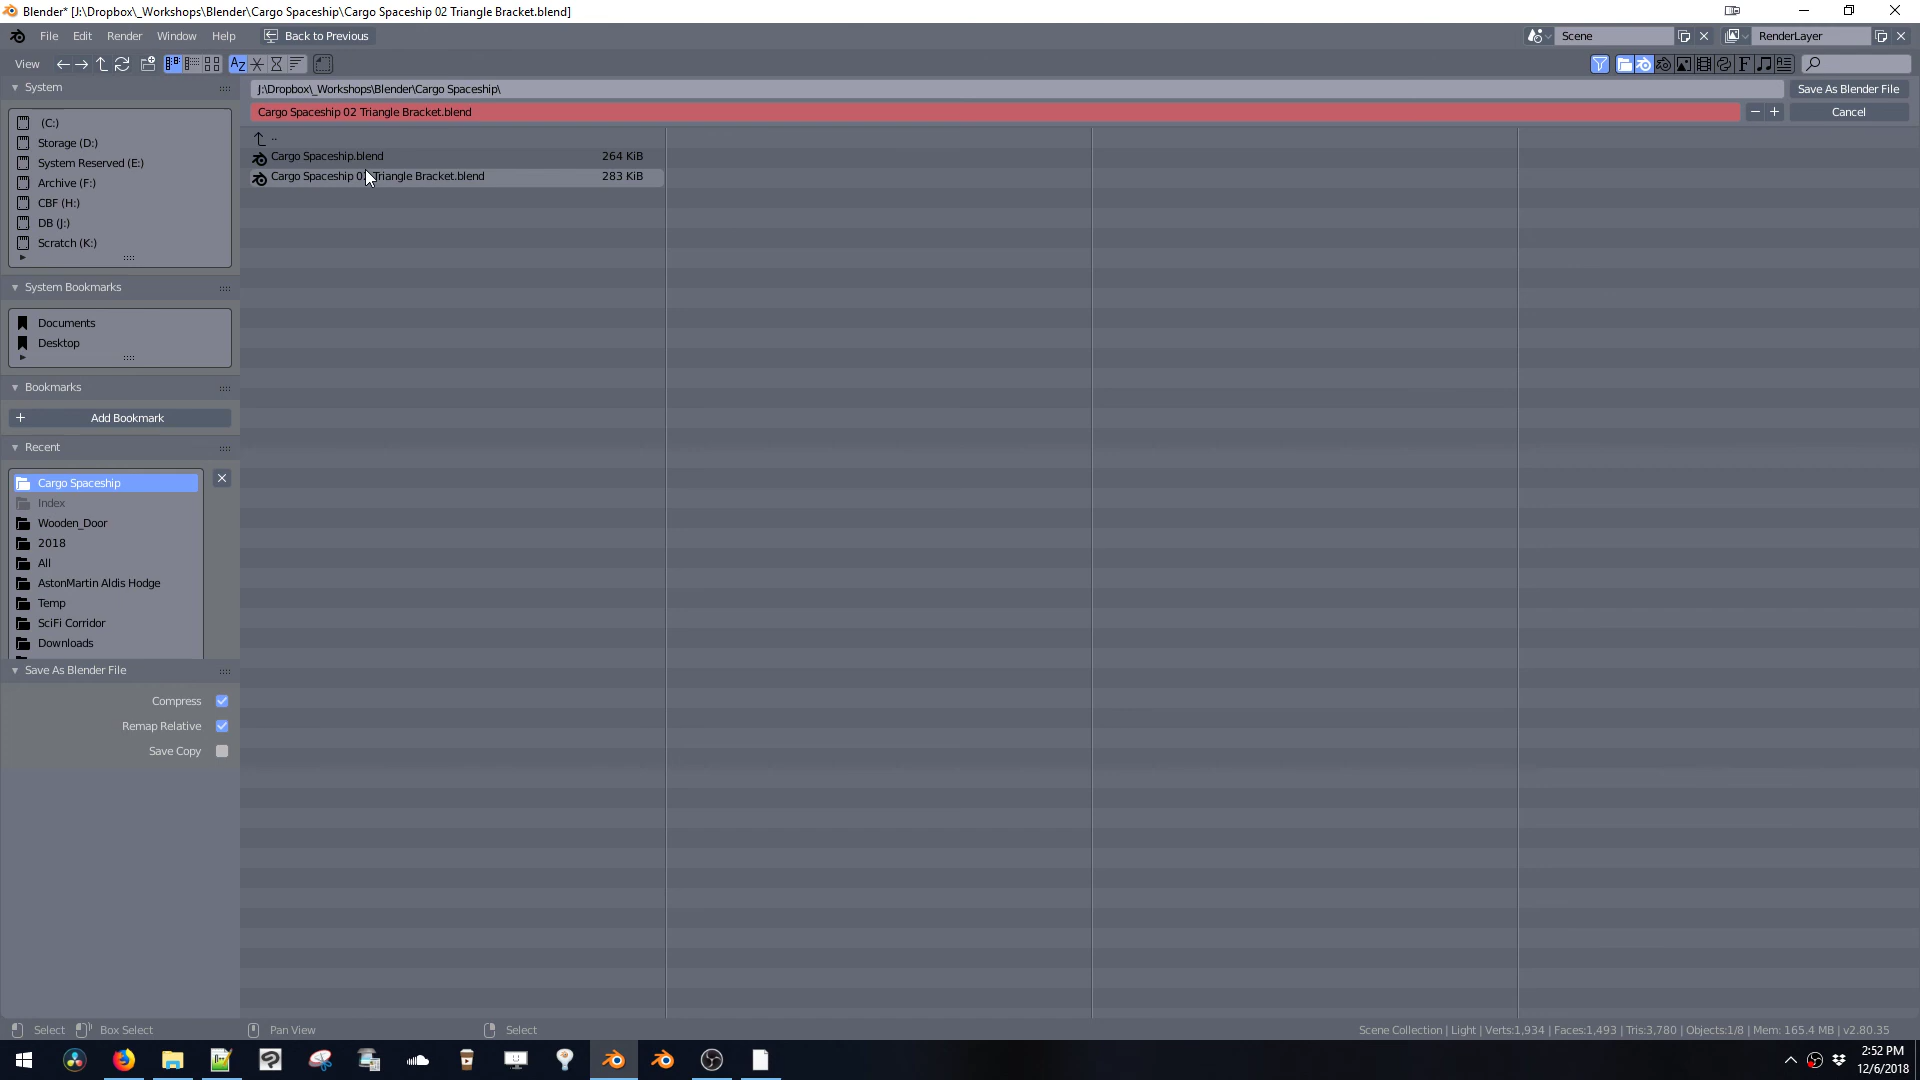 Blender* [J:\Dropbox\_Workshops\Blender\Cargo Spaceship\Cargo Spaceship 02 Triangle Bracket.blend]
File Edit Render Window Help Back to Previous Scene RenderLayer
View
System
J:\Dropbox\_Workshops\Blender\Cargo Spaceship\ Save As Blender File
Cargo Spaceship 02 Triangle Bracket.blend Cancel
(C:)
Storage (D:)
System Reserved (E:)
Archive (F:)
CBF (H:)
DB (J:)
Scratch (K:)
..
Cargo Spaceship.blend 264 KiB
Cargo Spaceship Triangle Bracket.blend 283 KiB
System Bookmarks
Documents
Desktop
Bookmarks
Add Bookmark
Recent
Cargo Spaceship
Index
Wooden_Door
2018
All
AstonMartin Aldis Hodge
Temp
SciFi Corridor
Downloads
Save As Blender File
Compress
Remap Relative
Save Copy
Select Box Select Pan View Select
Scene Collection | Light | Verts:1,934 | Faces:1,493 | Tris:3,780 | Objects:1/8 | Mem: 165.4 MB | v2.80.35
2:52 PM
12/6/2018